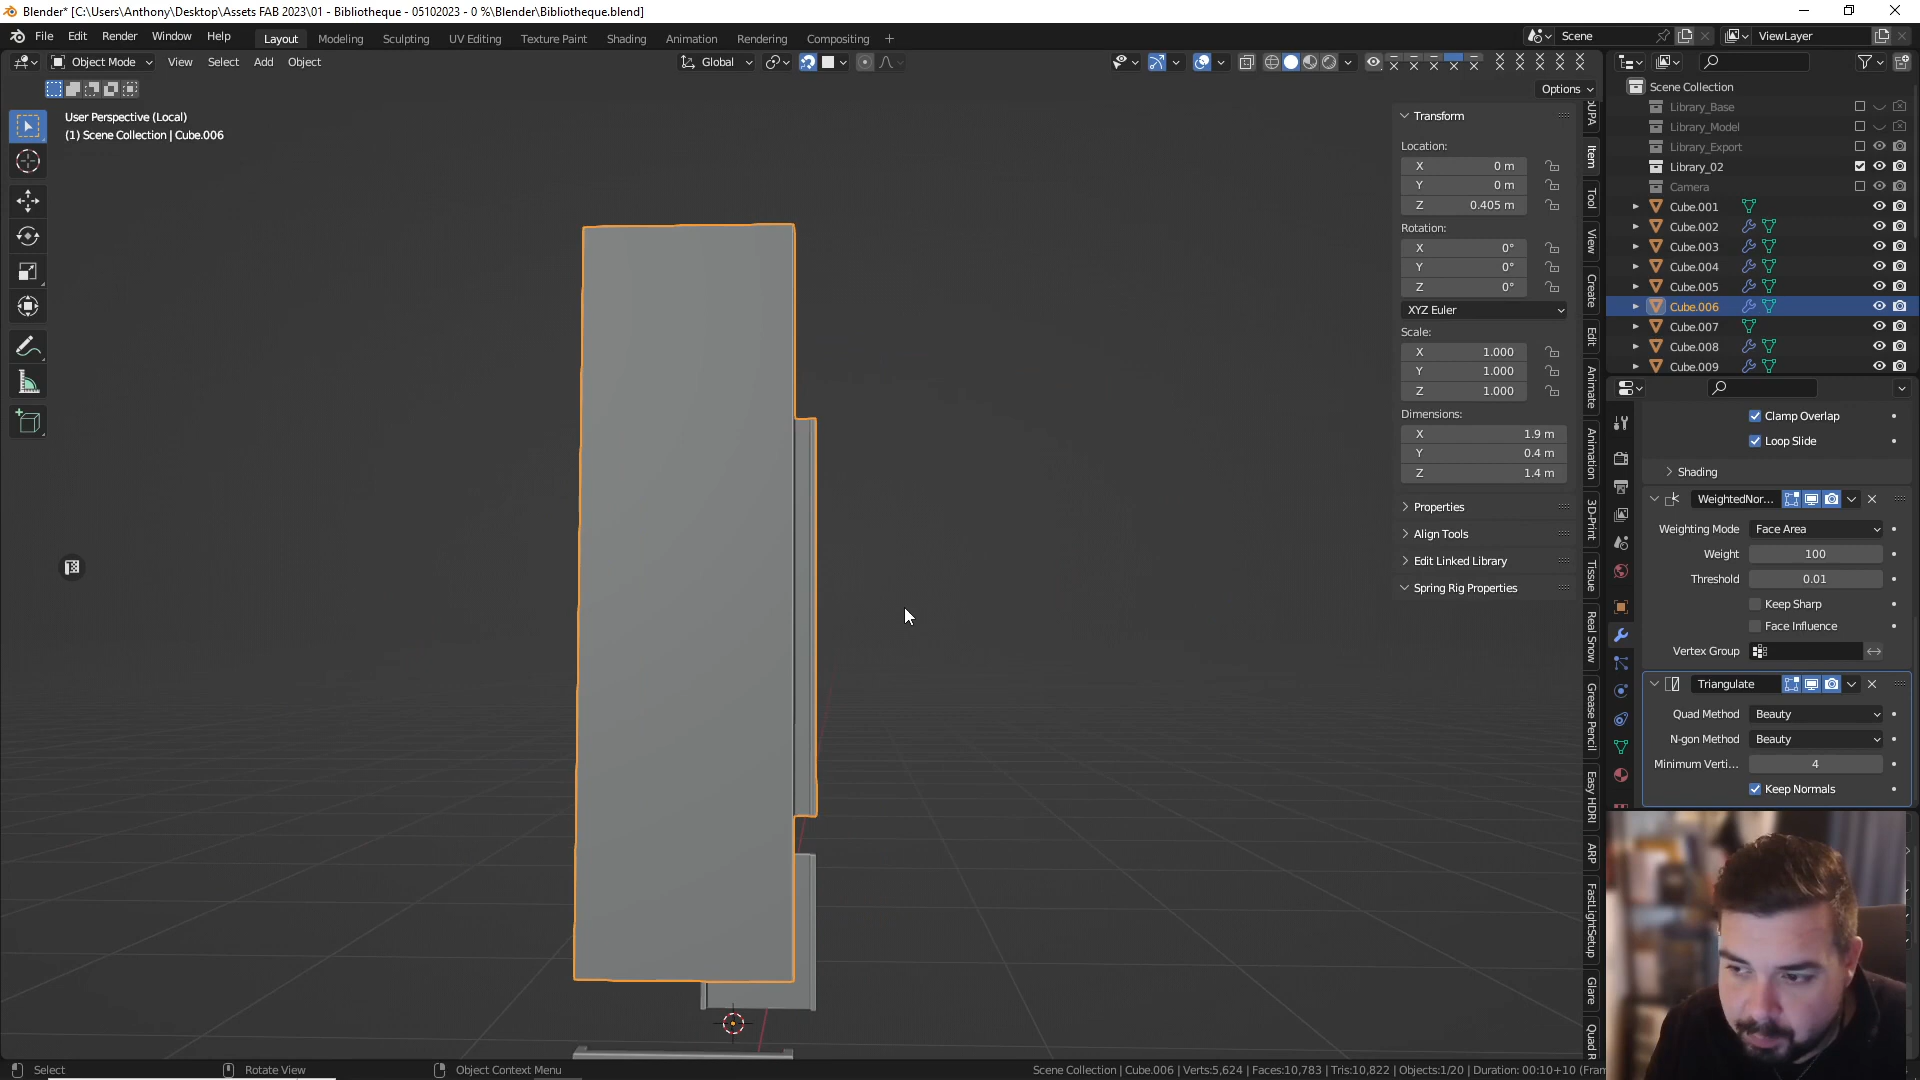 Blender* [C:\Users\Anthony\Desktop\Assets FAB 2023\01 - Bibliotheque - 05102023 - 0 %\Blender\Bibliotheque.blend]
File Edit Render Window Help Layout Modeling Sculpting UV Editing Texture Paint Shading Animation Rendering Compositing + Scene ViewLayer
Object Mode View Select Add Object Global
Options
User Perspective (Local)
(1) Scene Collection | Cube.006
Transform
Location:
X 0 m
Y 0 m
Z 0.405 m
Rotation:
X 0°
Y 0°
Z 0°
XYZ Euler
Scale:
X 1.000
Y 1.000
Z 1.000
Dimensions:
X 1.9 m
Y 0.4 m
Z 1.4 m
Properties
Align Tools
Edit Linked Library
Spring Rig Properties
Item
Tool
View
Create
Edit
Animate
Animation
3D-Print
Tissue
Real Snow
Grease Pencil
Easy HDRI
ARP
FastLightSetup
Glare
Quad R
Scene Collection
Library_Base
Library_Model
Library_Export
Library_02
Camera
Cube.001
Cube.002
Cube.003
Cube.004
Cube.005
Cube.006
Cube.007
Cube.008
Cube.009
Clamp Overlap
Loop Slide
Shading
WeightedNor...
Weighting Mode Face Area
Weight 100
Threshold 0.01
Keep Sharp
Face Influence
Vertex Group
Triangulate
Quad Method Beauty
N-gon Method Beauty
Minimum Verti... 4
Keep Normals
Select Rotate View Object Context Menu Scene Collection | Cube.006 | Verts:5,624 | Faces:10,783 | Tris:10,822 | Objects:1/20 | Duration: 00:10+10 (Fram